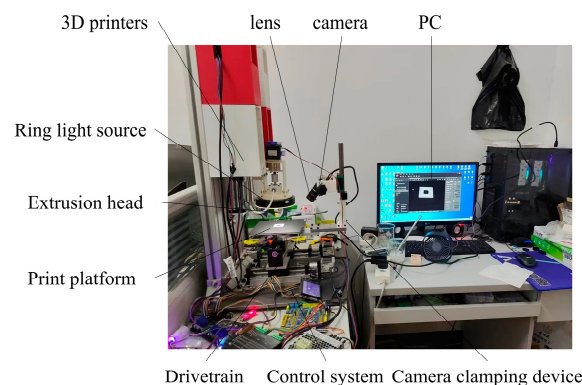 3D printers lens camera PC
Ring light source
Extrusion head
Print platform
Drivetrain Control system Camera clamping device